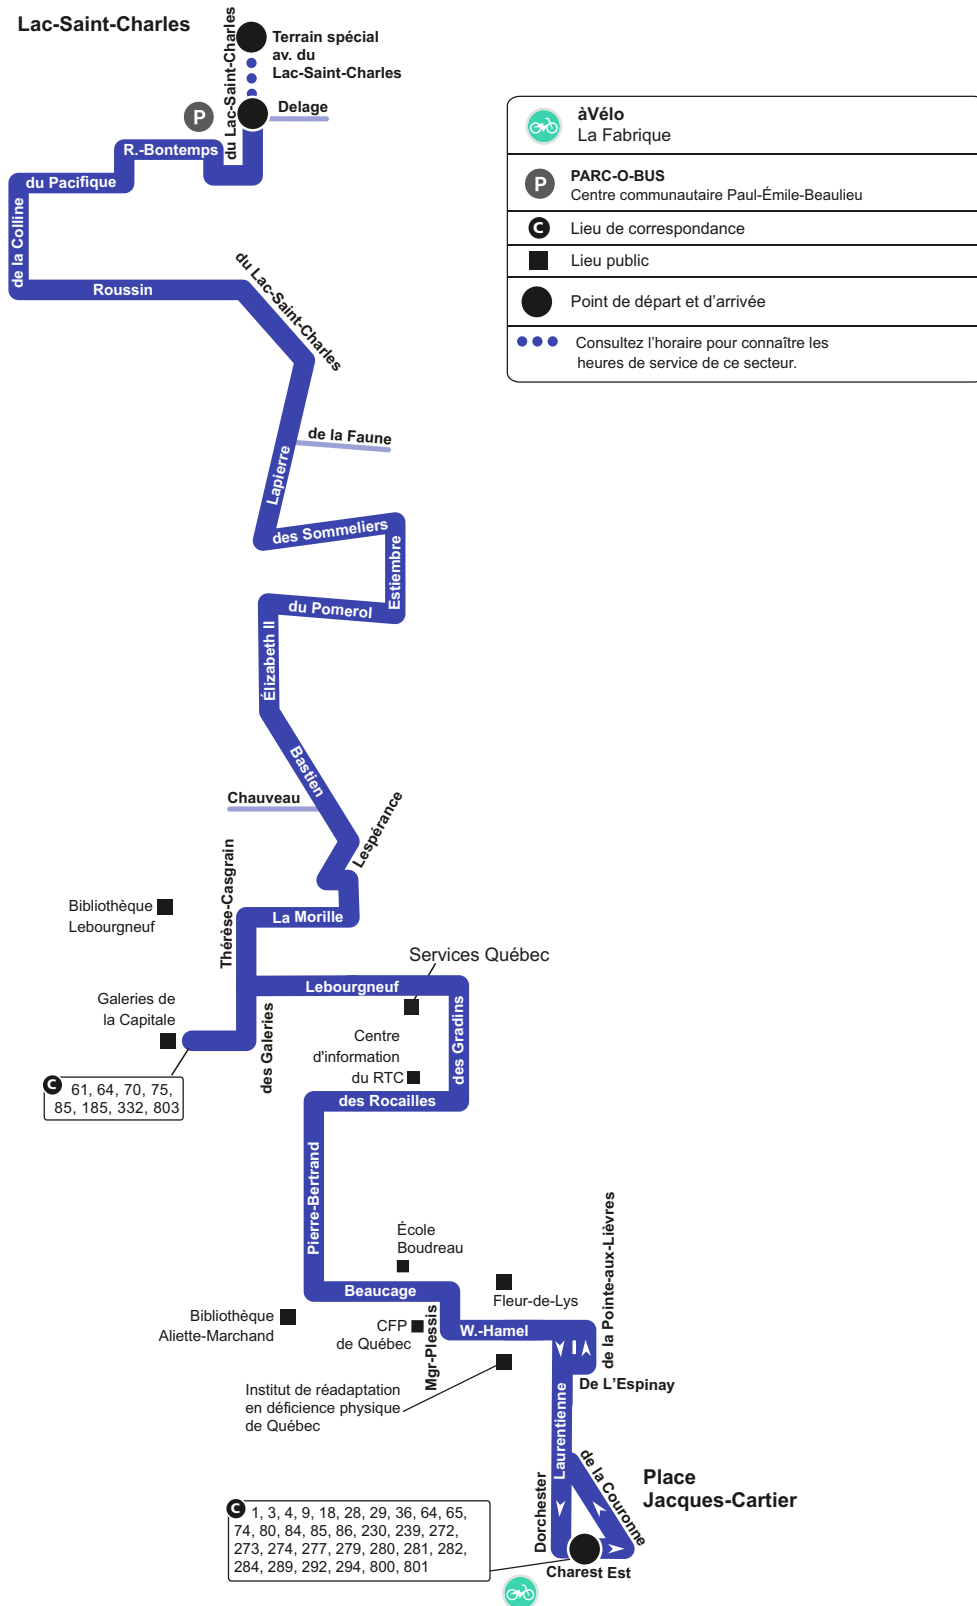 Lac-Saint-Charles
du Lac-Saint-Charles
Terrain spécial
av. du
Lac-Saint-Charles
P
Delage
R.-Bontemps
du Pacifique
de la Colline
Roussin
du Lac-Saint-Charles
àVélo
La Fabrique
P
PARC-O-BUS
Centre communautaire Paul-Émile-Beaulieu
C
Lieu de correspondance
Lieu public
Point de départ et d'arrivée
Consultez l'horaire pour connaître les
heures de service de ce secteur.
de la Faune
Lapierre
des Sommeliers
Estiembre
du Pomerol
Élizabeth II
Bastien
Chauveau
Lespérance
Thérèse-Casgrain
Bibliothèque
Lebourgneuf
La Morille
Services Québec
Lebourgneuf
Galeries de
la Capitale
des Galeries
des Gradins
Centre
d'information
du RTC
C
61, 64, 70, 75,
85, 185, 332, 803
des Rocailles
Pierre-Bertrand
École
Boudreau
de la Pointe-aux-Lièvres
Beaucage
Fleur-de-Lys
Bibliothèque
Aliette-Marchand
CFP
de Québec
Mgr-Plessis
W.-Hamel
De L'Espinay
Institut de réadaptation
en déficience physique
de Québec
Laurentienne
de la Couronne
Place
Jacques-Cartier
Dorchester
C
1, 3, 4, 9, 18, 28, 29, 36, 64, 65,
74, 80, 84, 85, 86, 230, 239, 272,
273, 274, 277, 279, 280, 281, 282,
284, 289, 292, 294, 800, 801
Charest Est